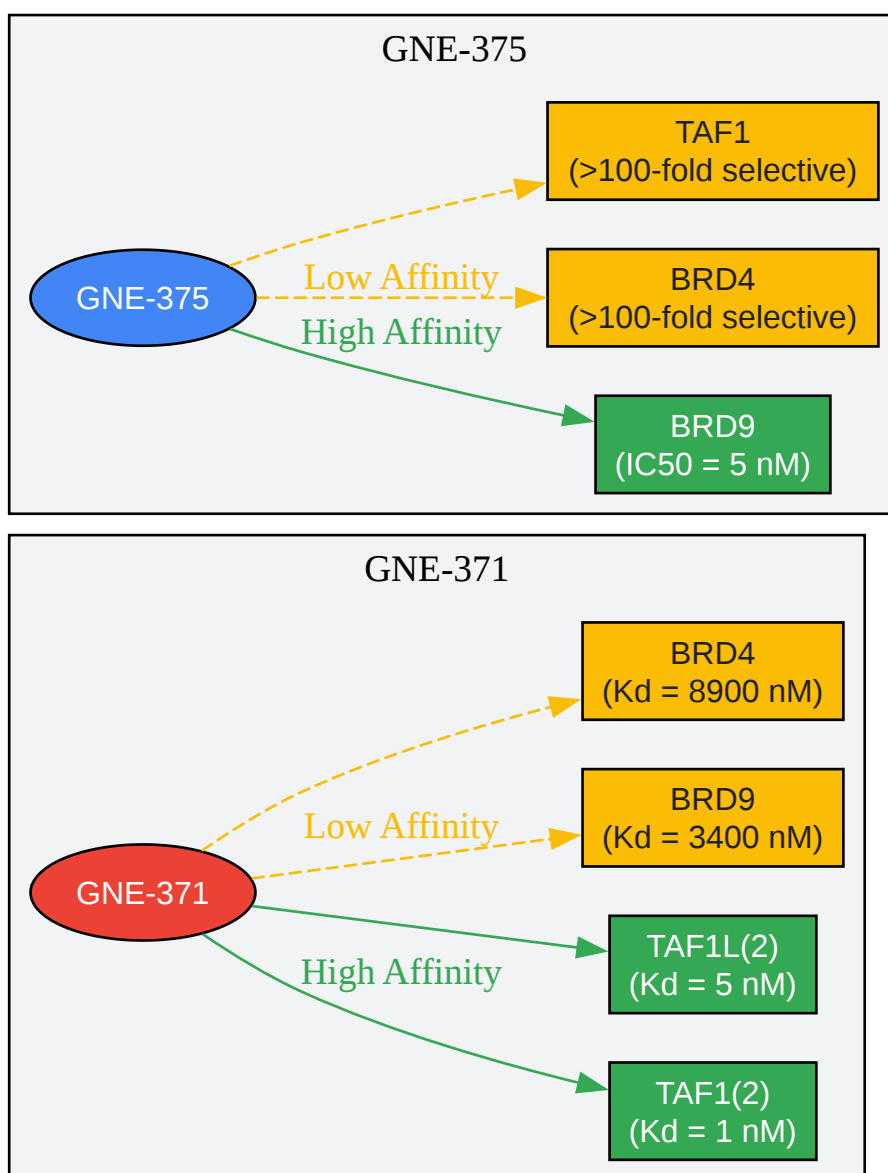 GNE-375
TAF1
(>100-fold selective)
GNE-375
Low Affinity
BRD4
(>100-fold selective)
High Affinity
BRD9
(IC50 = 5 nM)
GNE-371
BRD4
(Kd = 8900 nM)
Low Affinity
BRD9
(Kd = 3400 nM)
GNE-371
High Affinity
TAF1L(2)
(Kd = 5 nM)
TAF1(2)
(Kd = 1 nM)